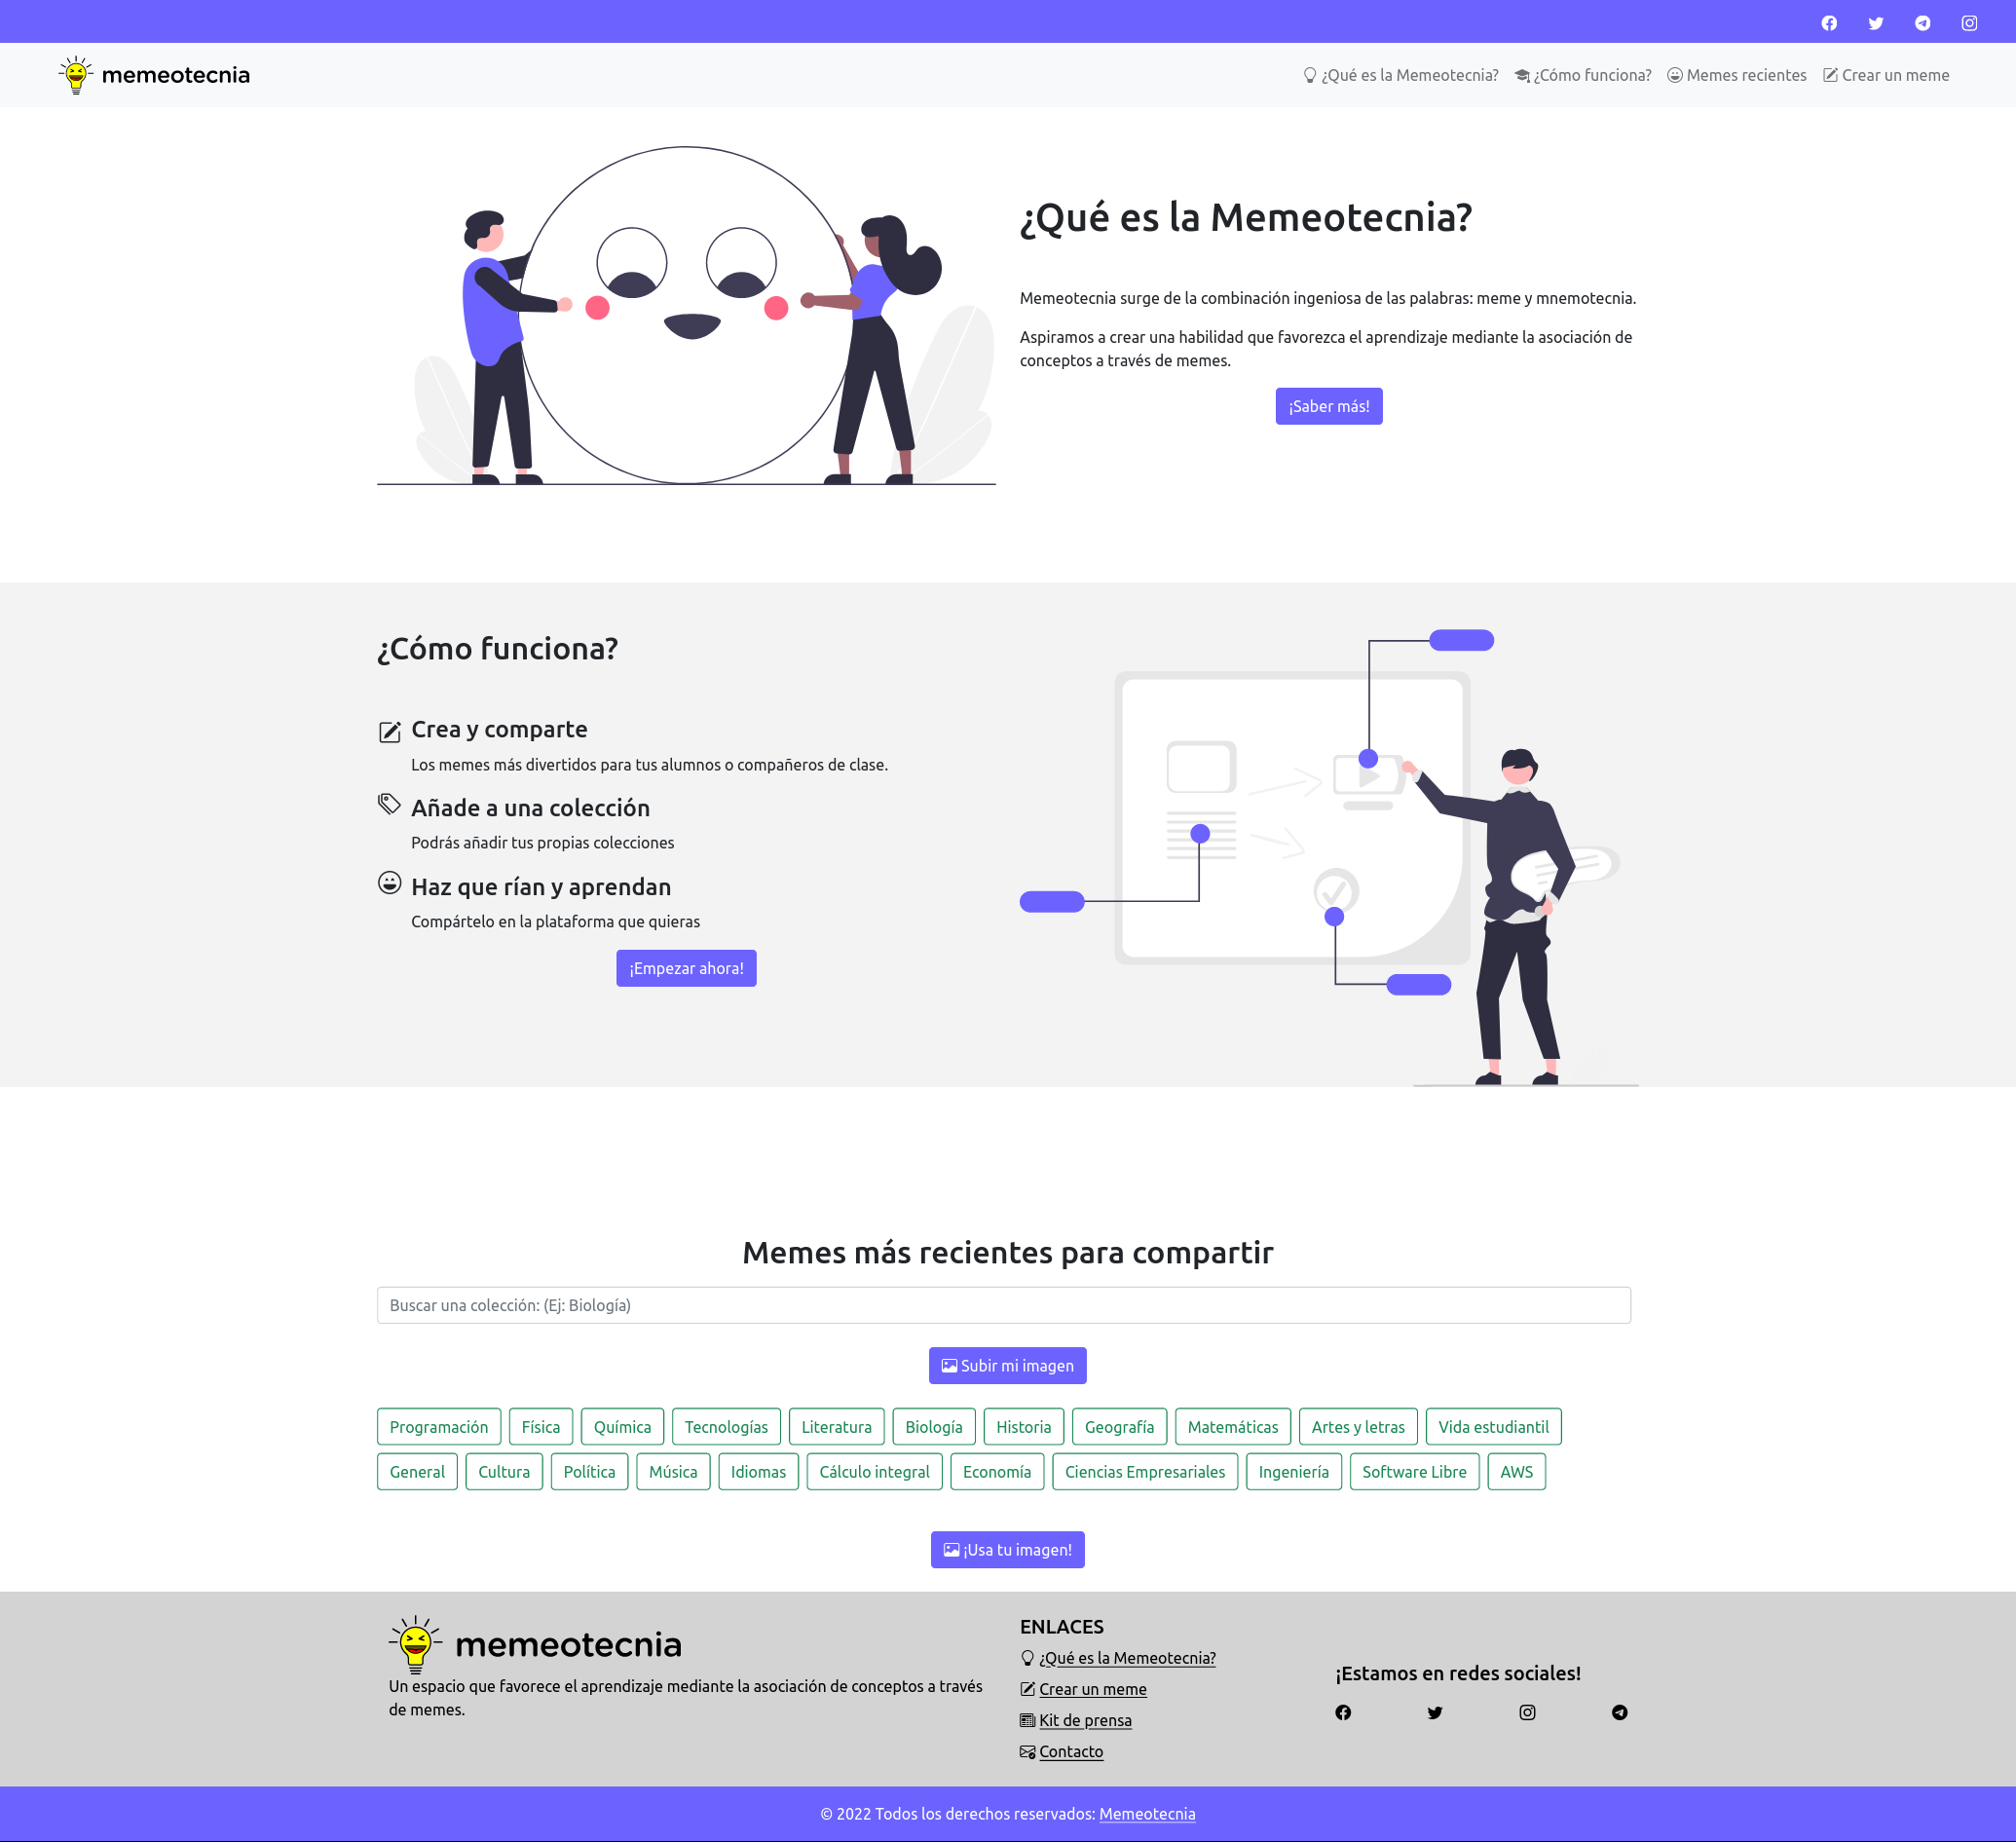 memeotecnia
¿Qué es la Memeotecnia? ¿Cómo funciona? Memes recientes Crear un meme
¿Qué es la Memeotecnia?
Memeotecnia surge de la combinación ingeniosa de las palabras: meme y mnemotecnia.
Aspiramos a crear una habilidad que favorezca el aprendizaje mediante la asociación de
conceptos a través de memes.
¡Saber más!
¿Cómo funciona?
Crea y comparte
Los memes más divertidos para tus alumnos o compañeros de clase.
Añade a una colección
Podrás añadir tus propias colecciones
Haz que rían y aprendan
Compártelo en la plataforma que quieras
¡Empezar ahora!
Memes más recientes para compartir
Buscar una colección: (Ej: Biología)
Subir mi imagen
Programación Física Química Tecnologías Literatura Biología Historia Geografía Matemáticas Artes y letras Vida estudiantil
General Cultura Política Música Idiomas Cálculo integral Economía Ciencias Empresariales Ingeniería Software Libre AWS
¡Usa tu imagen!
memeotecnia
Un espacio que favorece el aprendizaje mediante la asociación de conceptos a través
de memes.
ENLACES
¿Qué es la Memeotecnia?
Crear un meme
Kit de prensa
Contacto
¡Estamos en redes sociales!
© 2022 Todos los derechos reservados: Memeotecnia